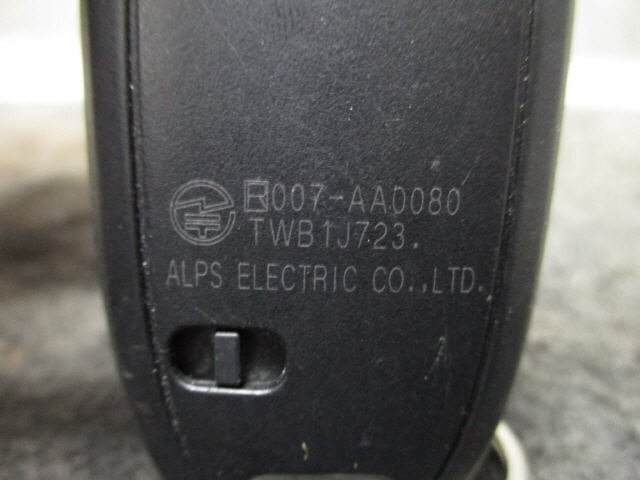 R007-AA0080
TWB1J723.
ALPS ELECTRIC CO.,LTD.